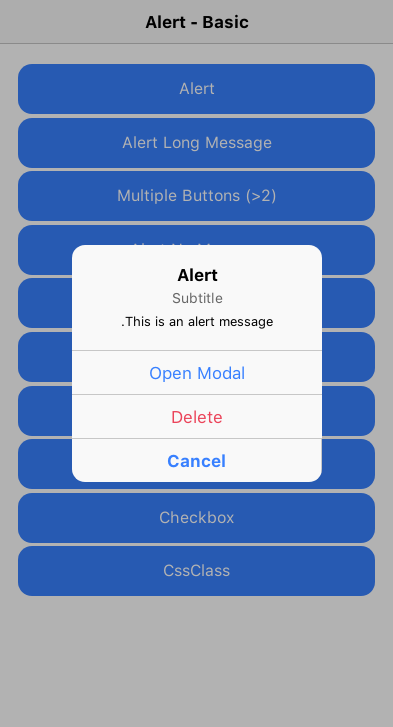 Alert - Basic
Alert
Alert Long Message
Multiple Buttons (>2)
Alert
Subtitle
.This is an alert message
Open Modal
Delete
Cancel
Checkbox
CssClass